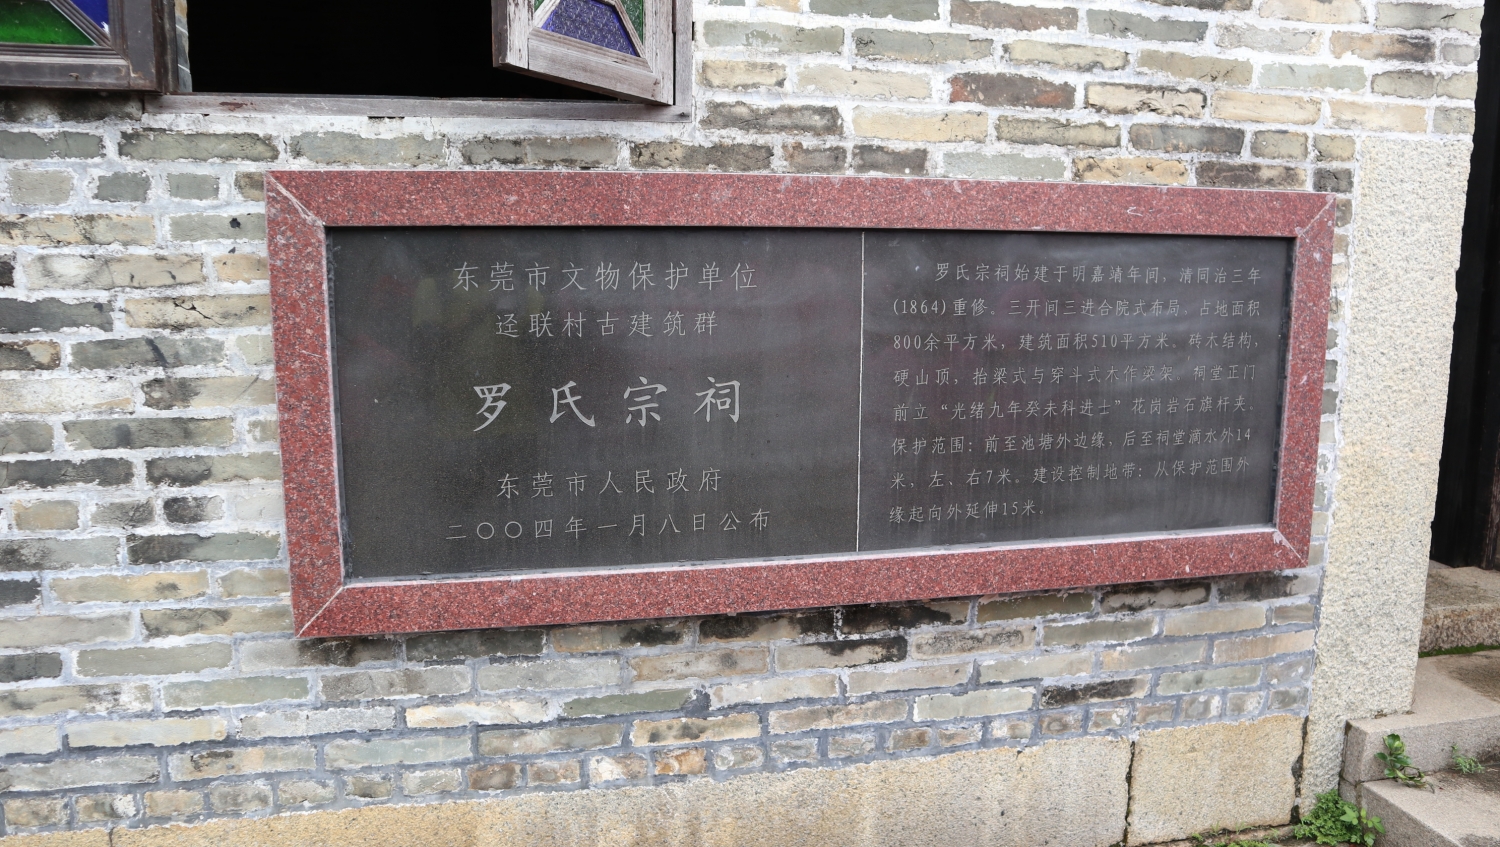 东莞市文物保护单位
迳联村古建筑群
罗氏宗祠
东莞市人民政府
二〇〇四年一月八日公布
罗氏宗祠始建于明嘉靖年间，清同治三年
(1864)重修。三开间三进合院式布局，占地面积
800余平方米，建筑面积510平方米。砖木结构，
硬山顶，抬梁式与穿斗式木作梁架。祠堂正门
前立“光绪九年癸未科进士”花岗岩石旗杆夹。
保护范围：前至池塘外边缘，后至祠堂滴水外14
米，左、右7米。建设控制地带：从保护范围外
缘起向外延伸15米。